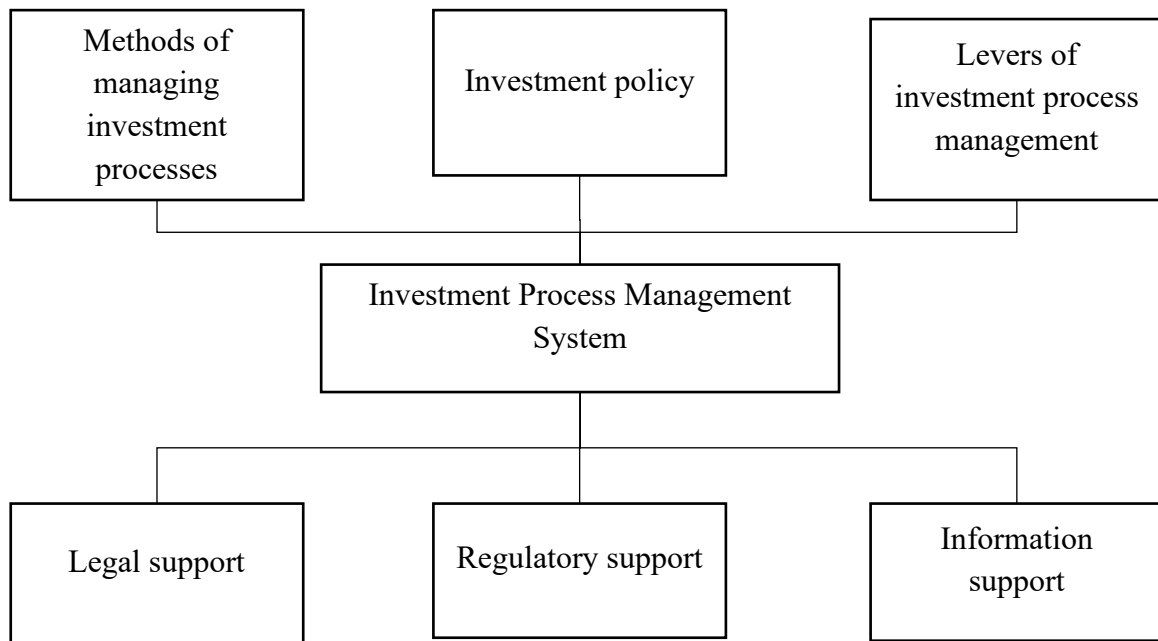 Methods of
managing
investment
processes
Investment policy
Levers of
investment process
management
Investment Process Management
System
Legal support
Regulatory support
Information
support